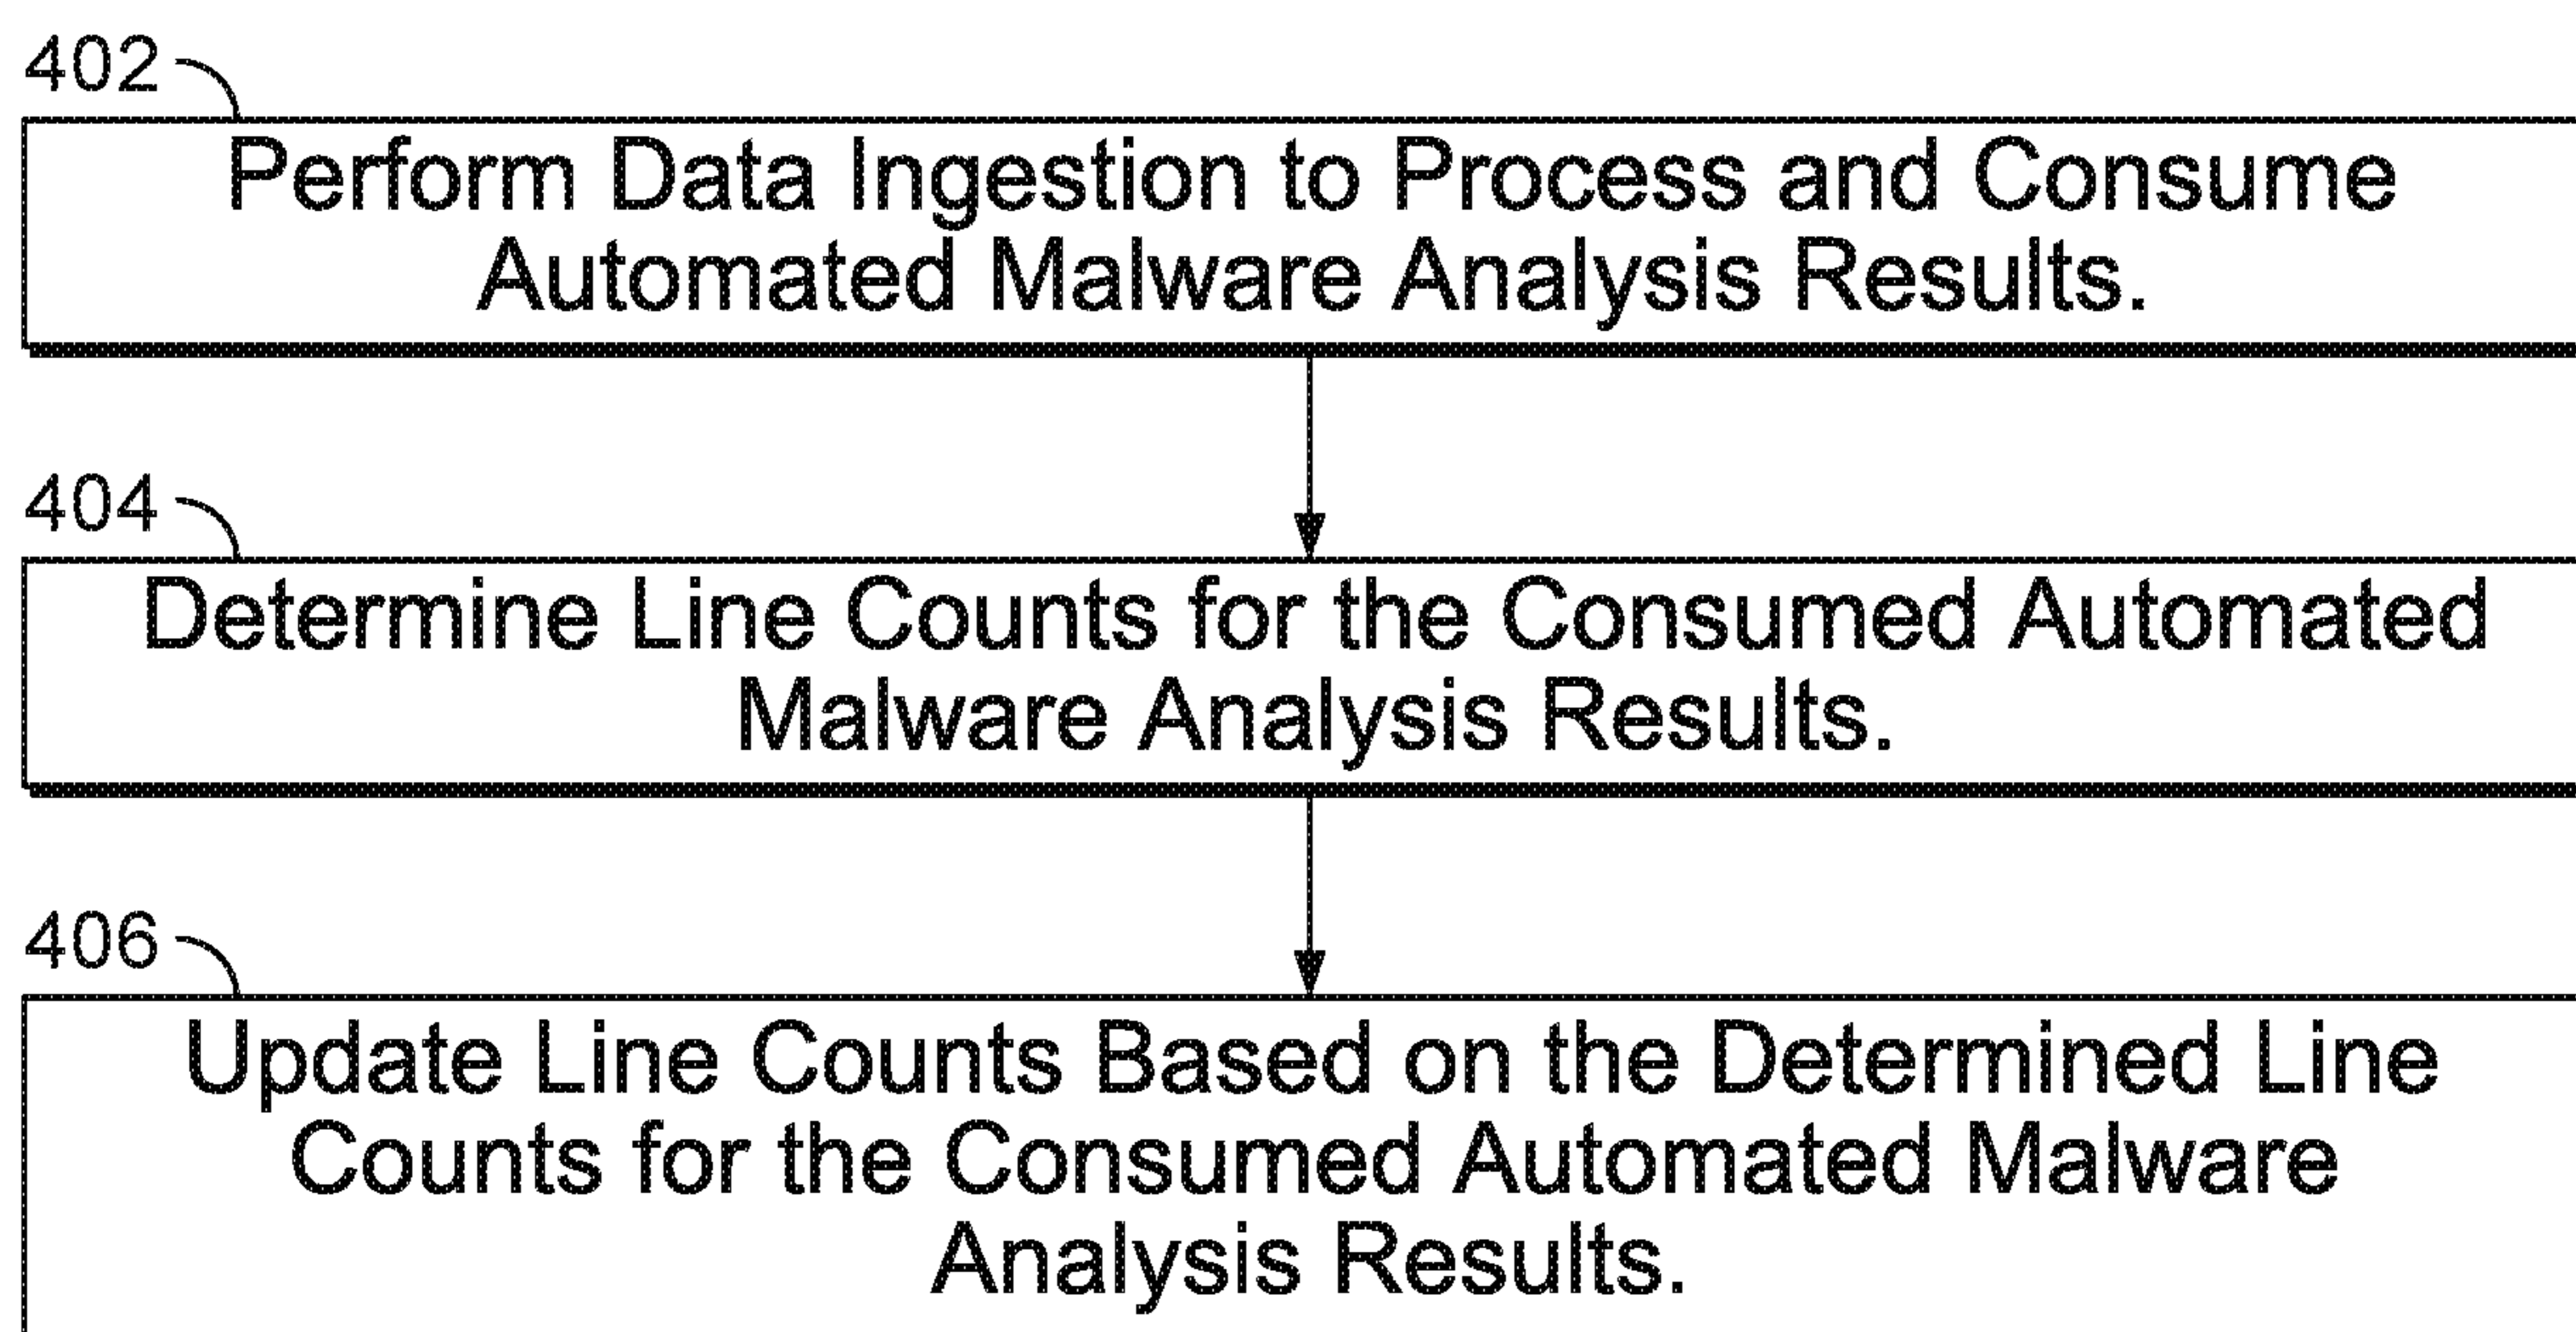 402
Perform Data Ingestion to Process and Consume
Automated Malware Analysis Results.
404
Determine Line Counts for the Consumed Automated
Malware Analysis Results.
406
Update Line Counts Based on the Determined Line
Counts for the Consumed Automated Malware
Analysis Results.